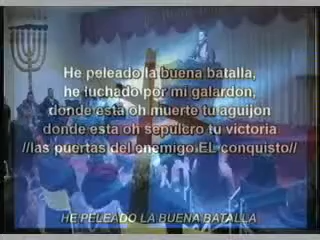 He peleado la buena batalla,
he luchado por mi galardon,
donde esta oh muerte tu aguijon
donde esta oh sepulcro tu victoria
//las puertas del enemigo EL conquisto//
HE PELEADO LA BUENA BATALLA